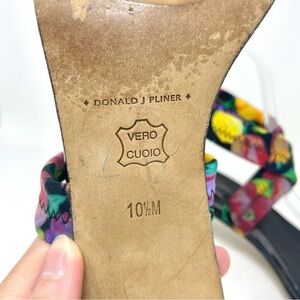 ♦ DONALD J PLINER ♦
VERO
CUOIO
10½M